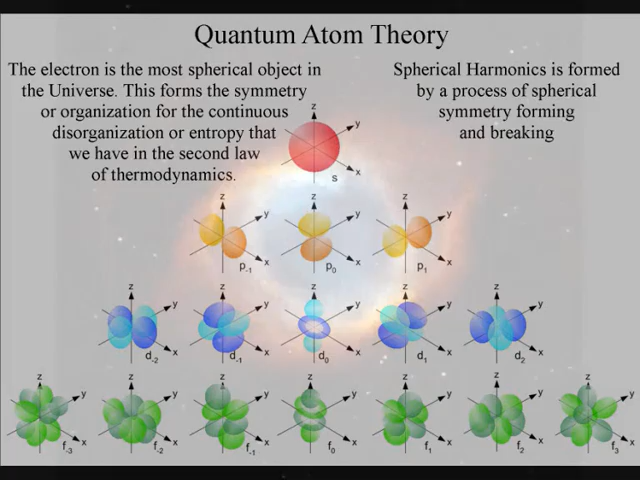 Quantum Atom Theory
The electron is the most spherical object in
the Universe. This forms the symmetry
or organization for the continuous
disorganization or entropy that
we have in the second law
of thermodynamics.
Spherical Harmonics is formed
by a process of spherical
symmetry forming
and breaking
z
y
x
s
z
y
x
p-1
z
y
x
p0
z
y
x
p1
z
y
x
d-2
z
y
x
d-1
z
y
x
d0
z
y
x
d1
z
y
x
d2
z
y
x
f-3
z
y
x
f-2
z
y
x
f-1
z
y
x
f0
z
y
x
f1
z
y
x
f2
z
y
x
f3